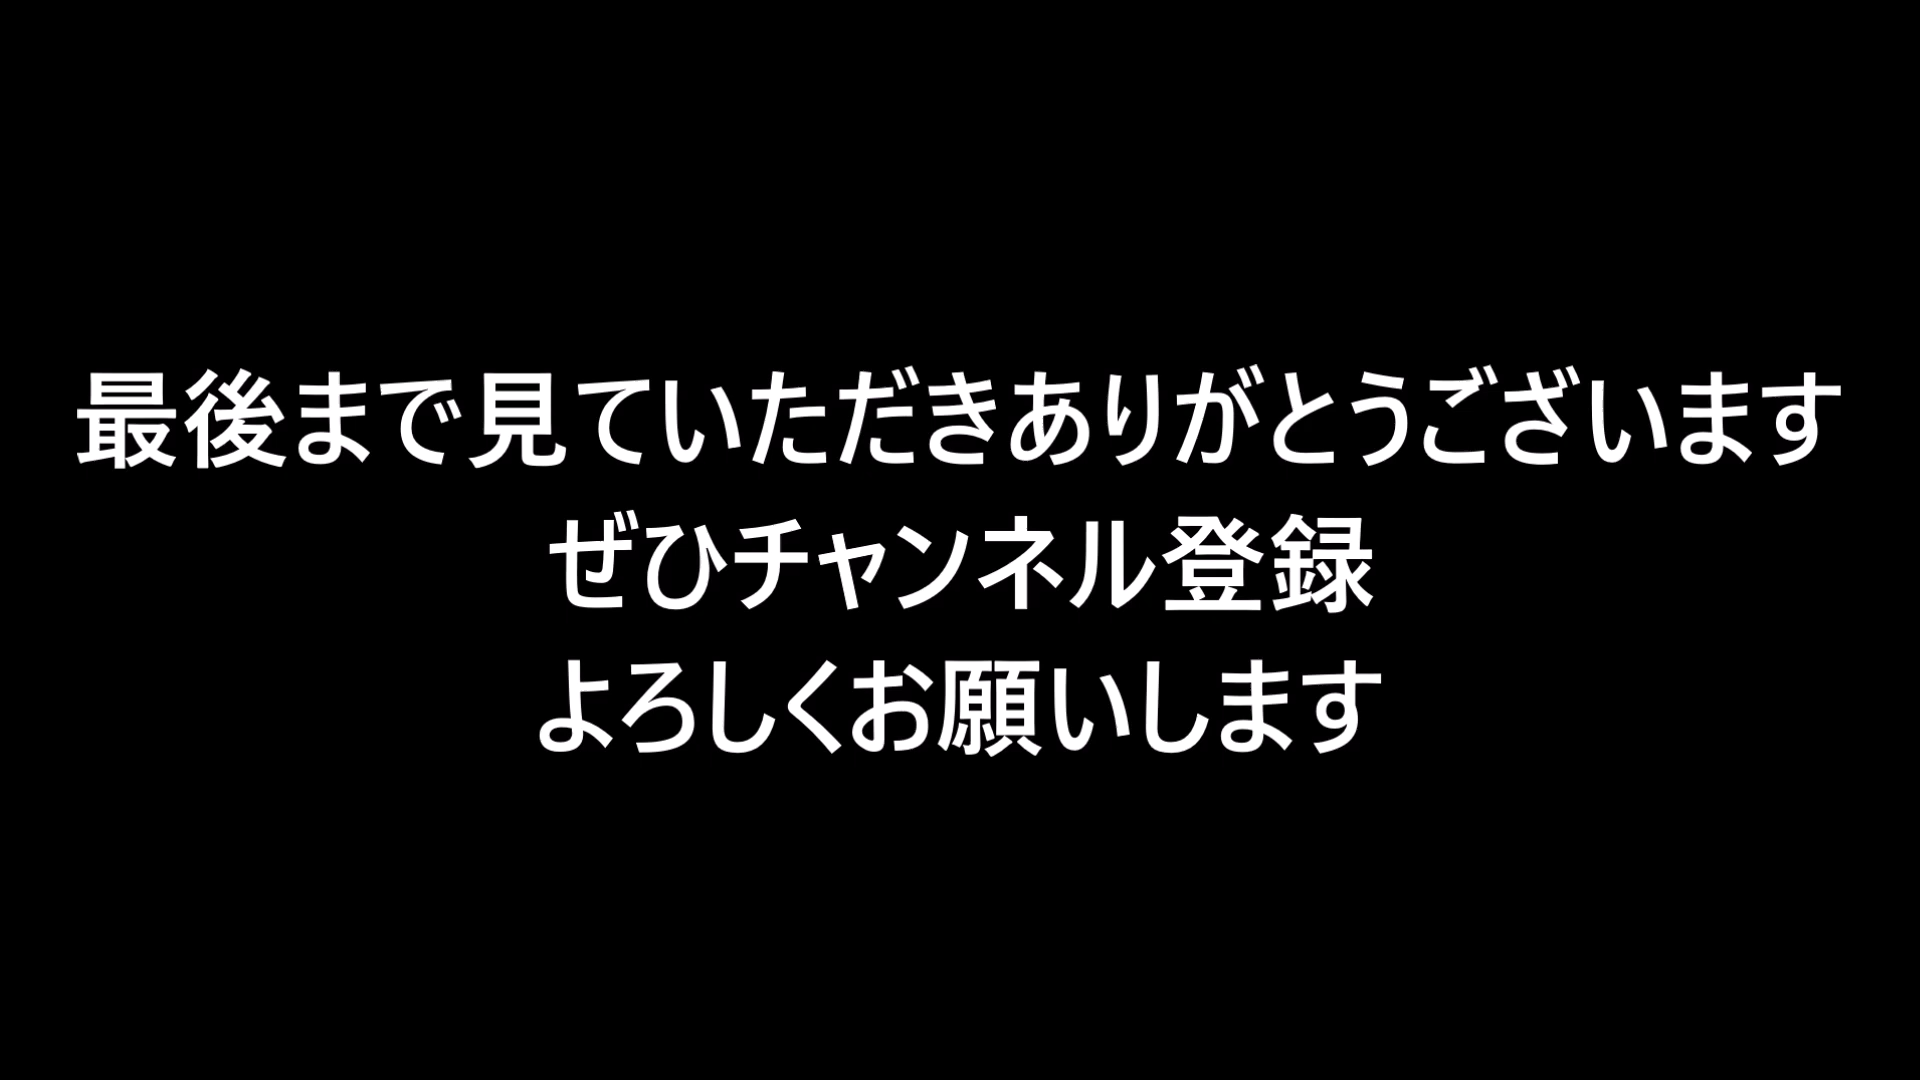 最後まで見ていただきありがとうございます
ぜひチャンネル登録
よろしくお願いします